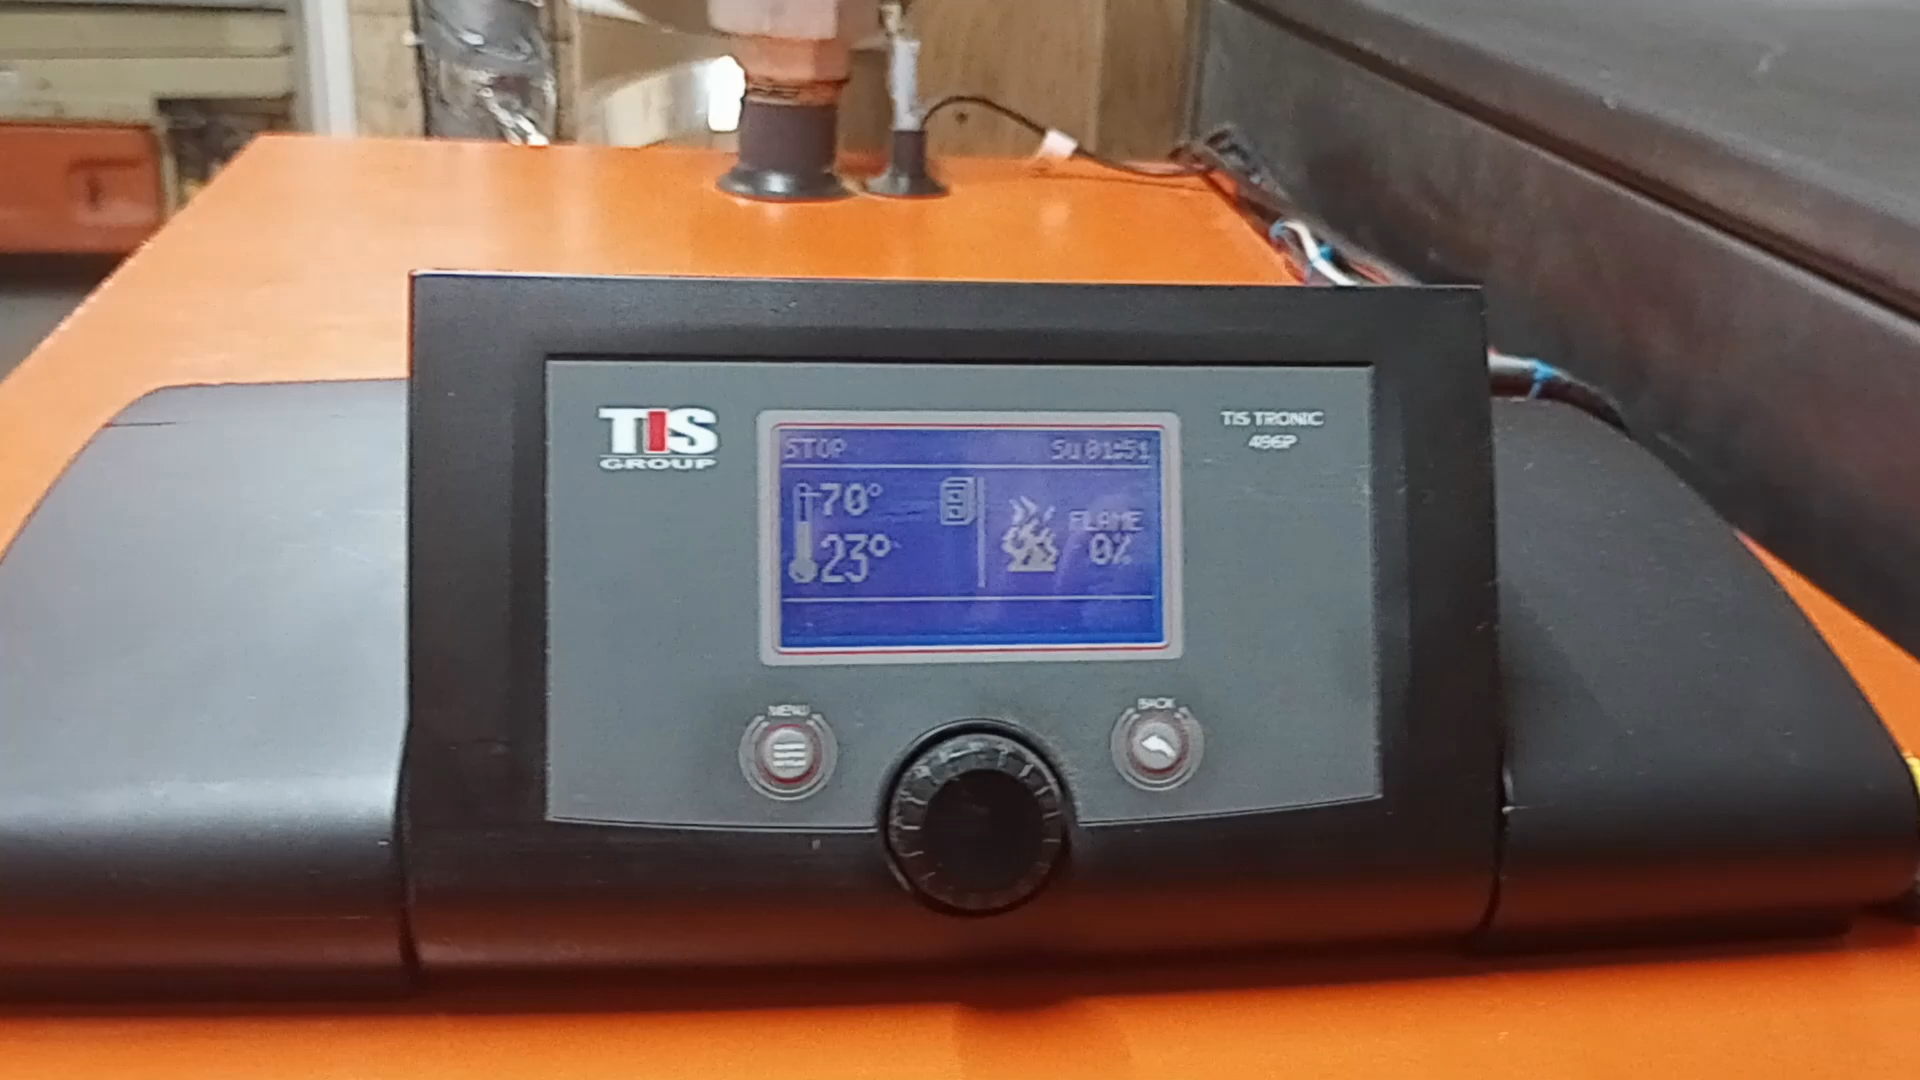 TIS
GROUP
TIS TRONIC
496P
STOP
Su 01:51
70°
23°
FLAME
0%
MENU
BACK